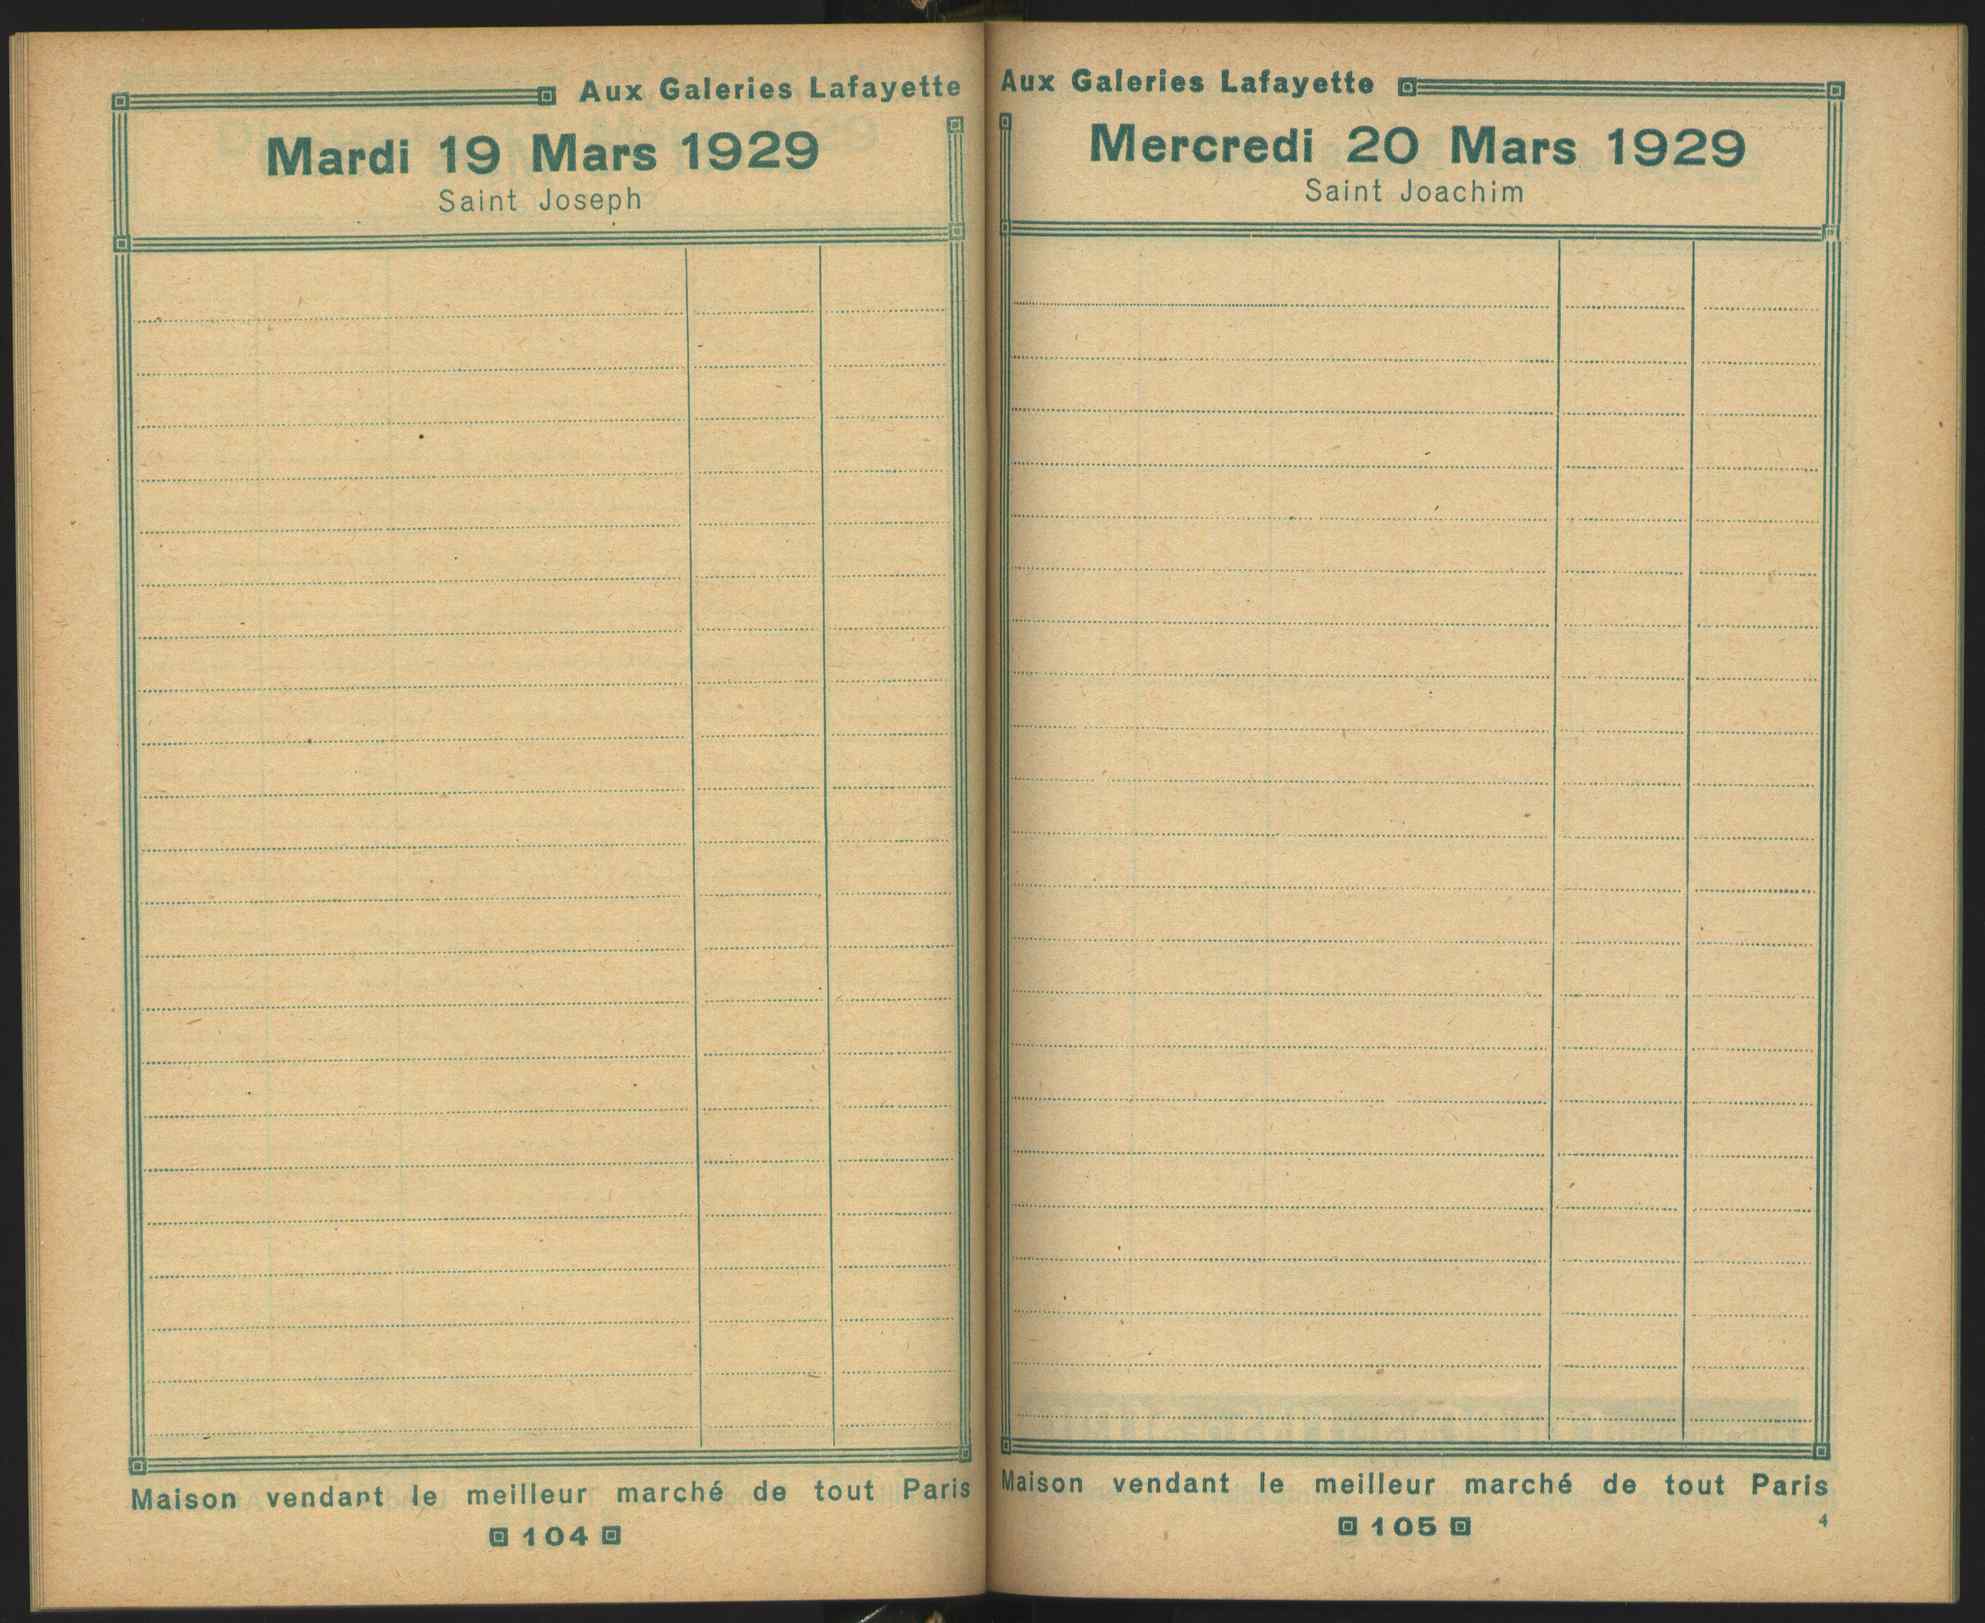 Aux Galeries Lafayette
Mardi 19 Mars 1929
Saint Joseph
Maison vendant le meilleur marché de tout Paris
104
Aux Galeries Lafayette
Mercredi 20 Mars 1929
Saint Joachim
Maison vendant le meilleur marché de tout Paris
105
4